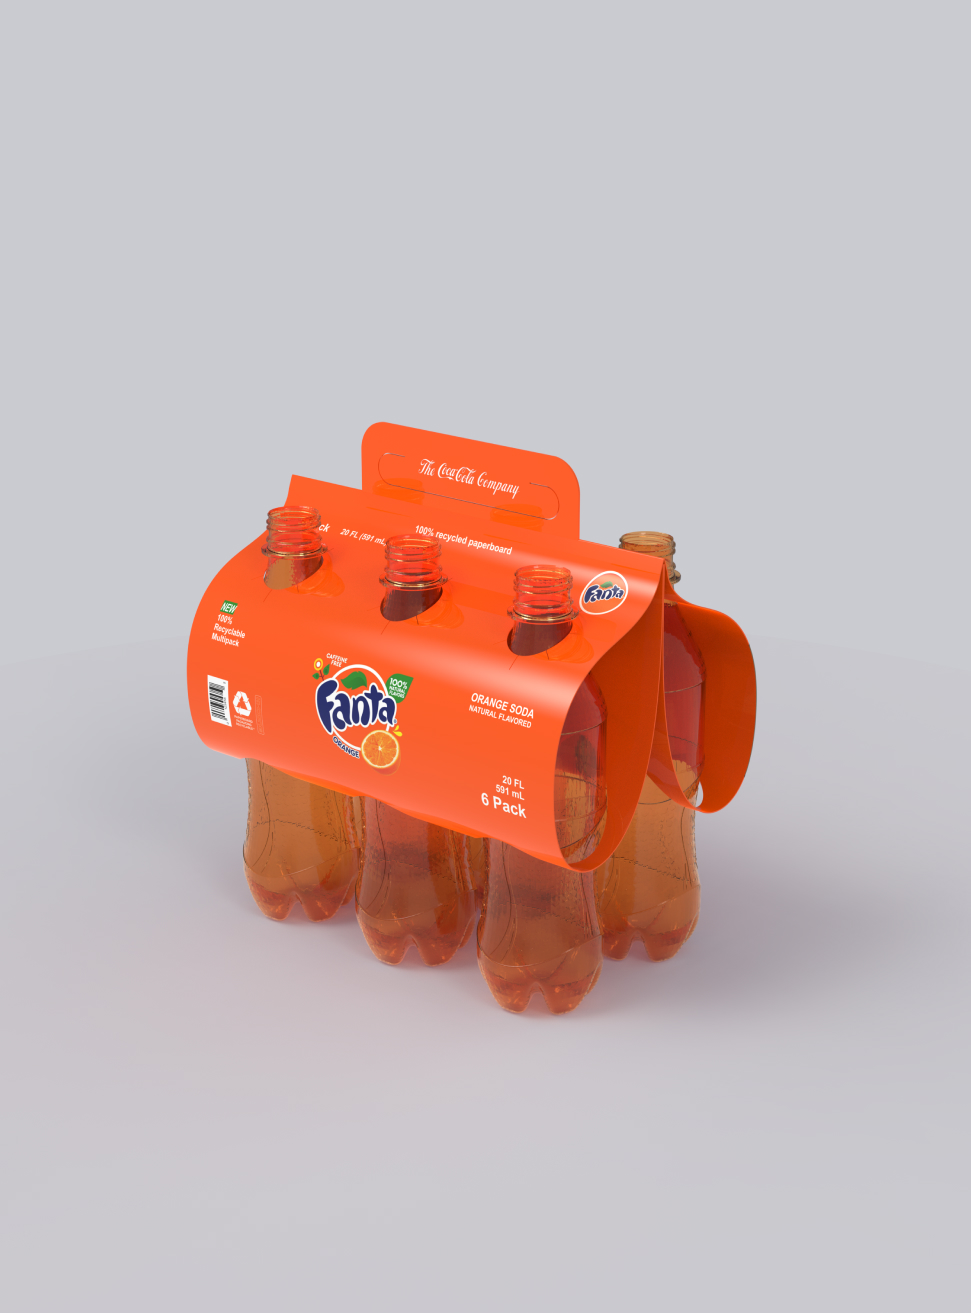 The Coca-Cola Company
ck 20 FL (591 mL
100% recycled paperboard
Fanta
NEW
100%
Recyclable
Multipack
CAFFEINE
FREE
100%
NATURAL
FLAVORS
Fanta
ORANGE
ORANGE SODA
NATURAL FLAVORED
20 FL
591 mL
6 Pack